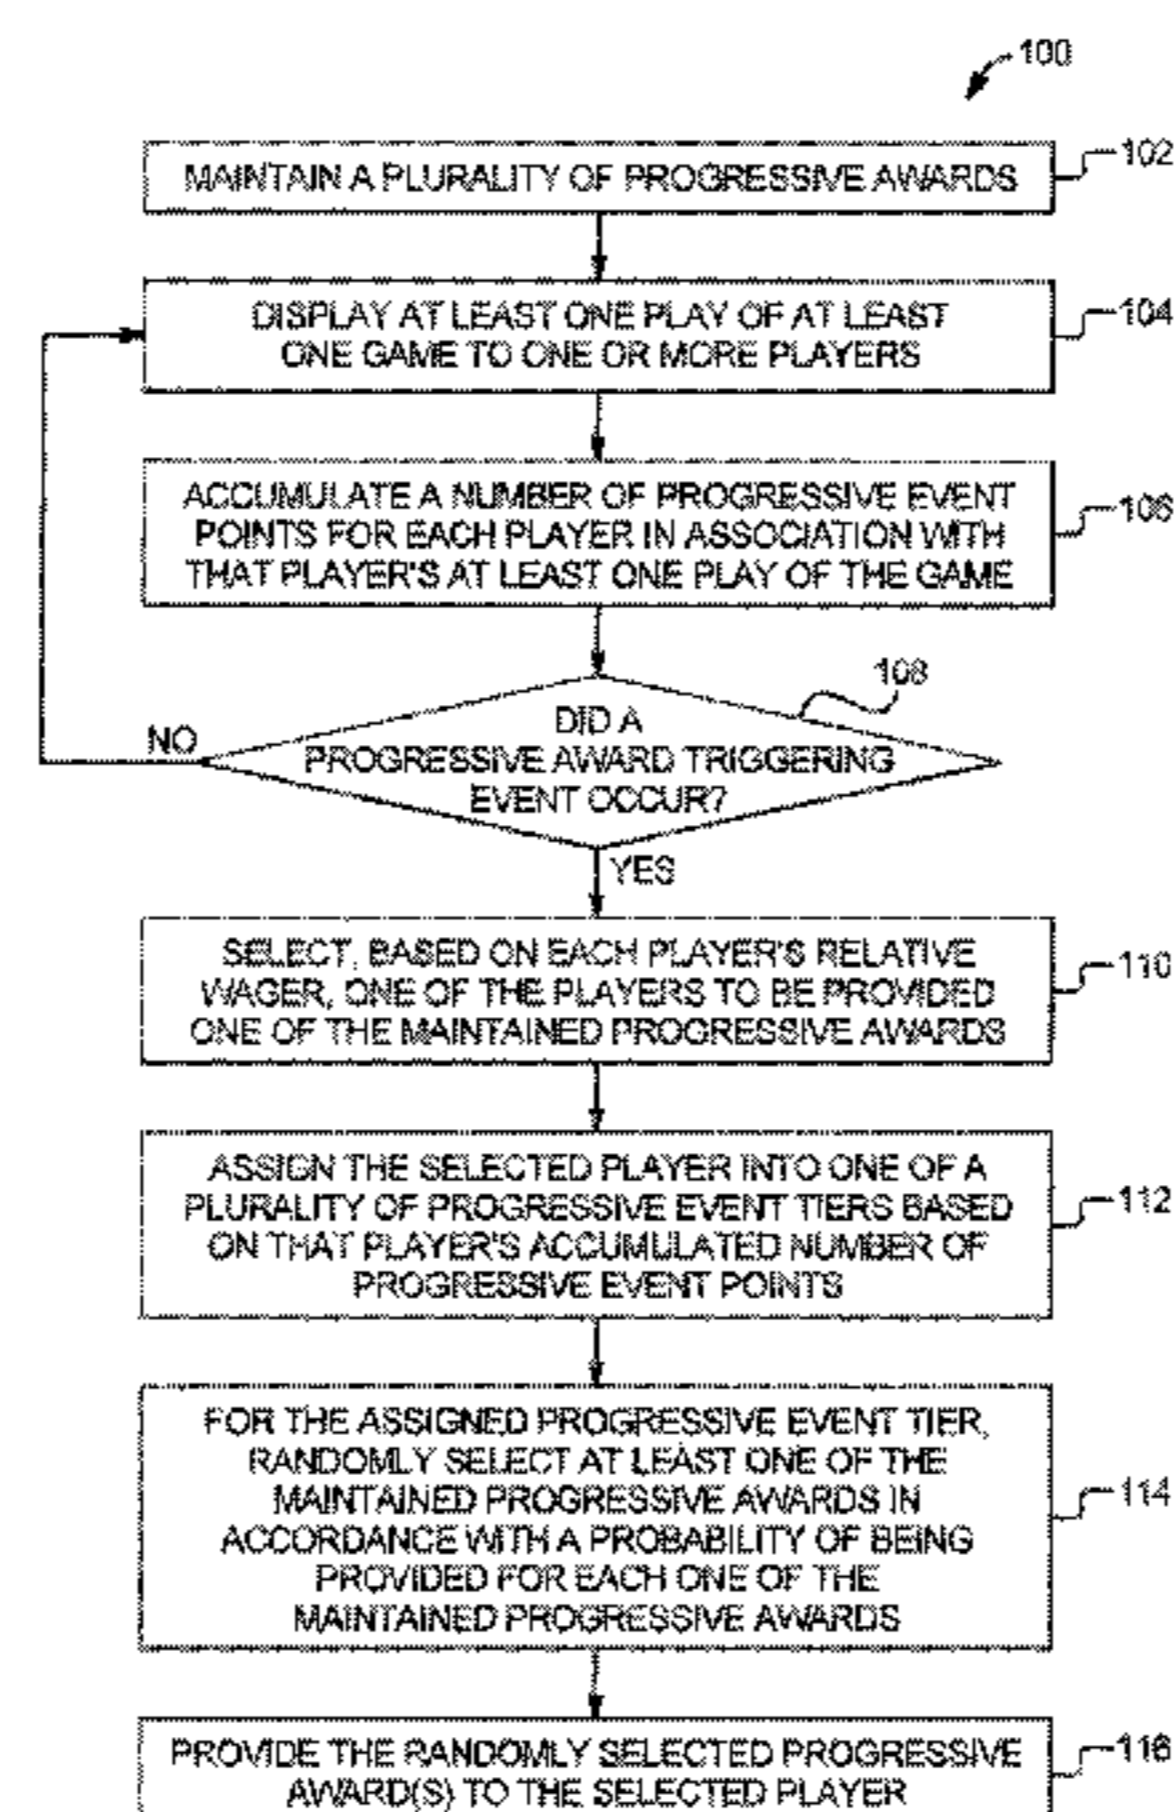 100
MAINTAIN A PLURALITY OF PROGRESSIVE AWARDS
102
DISPLAY AT LEAST ONE PLAY OF AT LEAST
ONE GAME TO ONE OR MORE PLAYERS
104
ACCUMULATE A NUMBER OF PROGRESSIVE EVENT
POINTS FOR EACH PLAYER IN ASSOCIATION WITH
THAT PLAYER'S AT LEAST ONE PLAY OF THE GAME
106
108
DID A
PROGRESSIVE AWARD TRIGGERING
EVENT OCCUR?
NO
YES
SELECT, BASED ON EACH PLAYER'S RELATIVE
WAGER, ONE OF THE PLAYERS TO BE PROVIDED
ONE OF THE MAINTAINED PROGRESSIVE AWARDS
110
ASSIGN THE SELECTED PLAYER INTO ONE OF A
PLURALITY OF PROGRESSIVE EVENT TIERS BASED
ON THAT PLAYER'S ACCUMULATED NUMBER OF
PROGRESSIVE EVENT POINTS
112
FOR THE ASSIGNED PROGRESSIVE EVENT TIER,
RANDOMLY SELECT AT LEAST ONE OF THE
MAINTAINED PROGRESSIVE AWARDS IN
ACCORDANCE WITH A PROBABILITY OF BEING
PROVIDED FOR EACH ONE OF THE
MAINTAINED PROGRESSIVE AWARDS
114
PROVIDE THE RANDOMLY SELECTED PROGRESSIVE
AWARD(S) TO THE SELECTED PLAYER
116